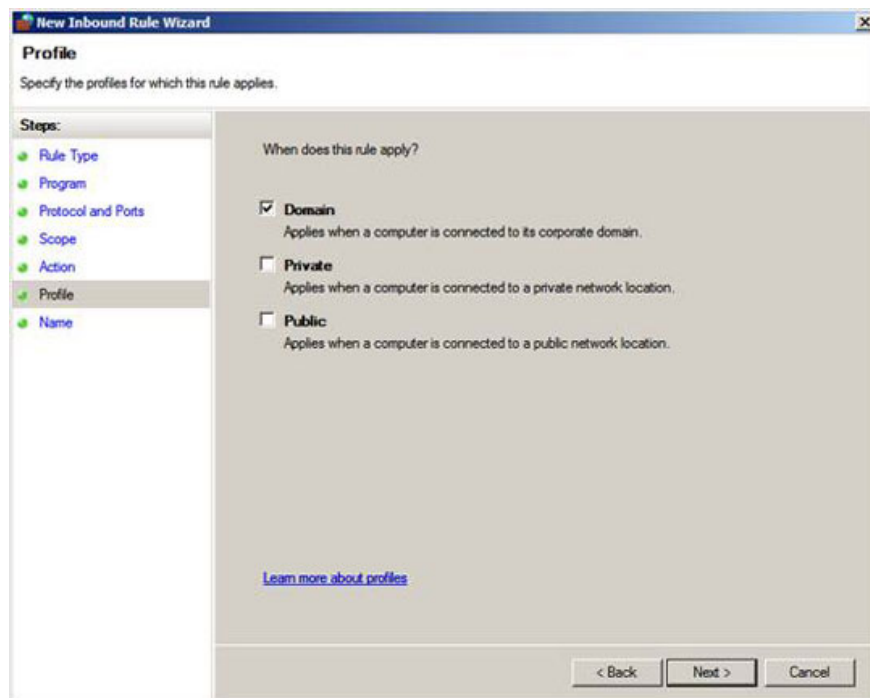 New Inbound Rule Wizard
Profile
Specify the profiles for which this rule applies.
Steps:
Rule Type
Program
Protocol and Ports
Scope
Action
Profile
Name
When does this rule apply?
Domain
Applies when a computer is connected to its corporate domain.
Private
Applies when a computer is connected to a private network location.
Public
Applies when a computer is connected to a public network location.
Learn more about profiles
< Back
Next >
Cancel